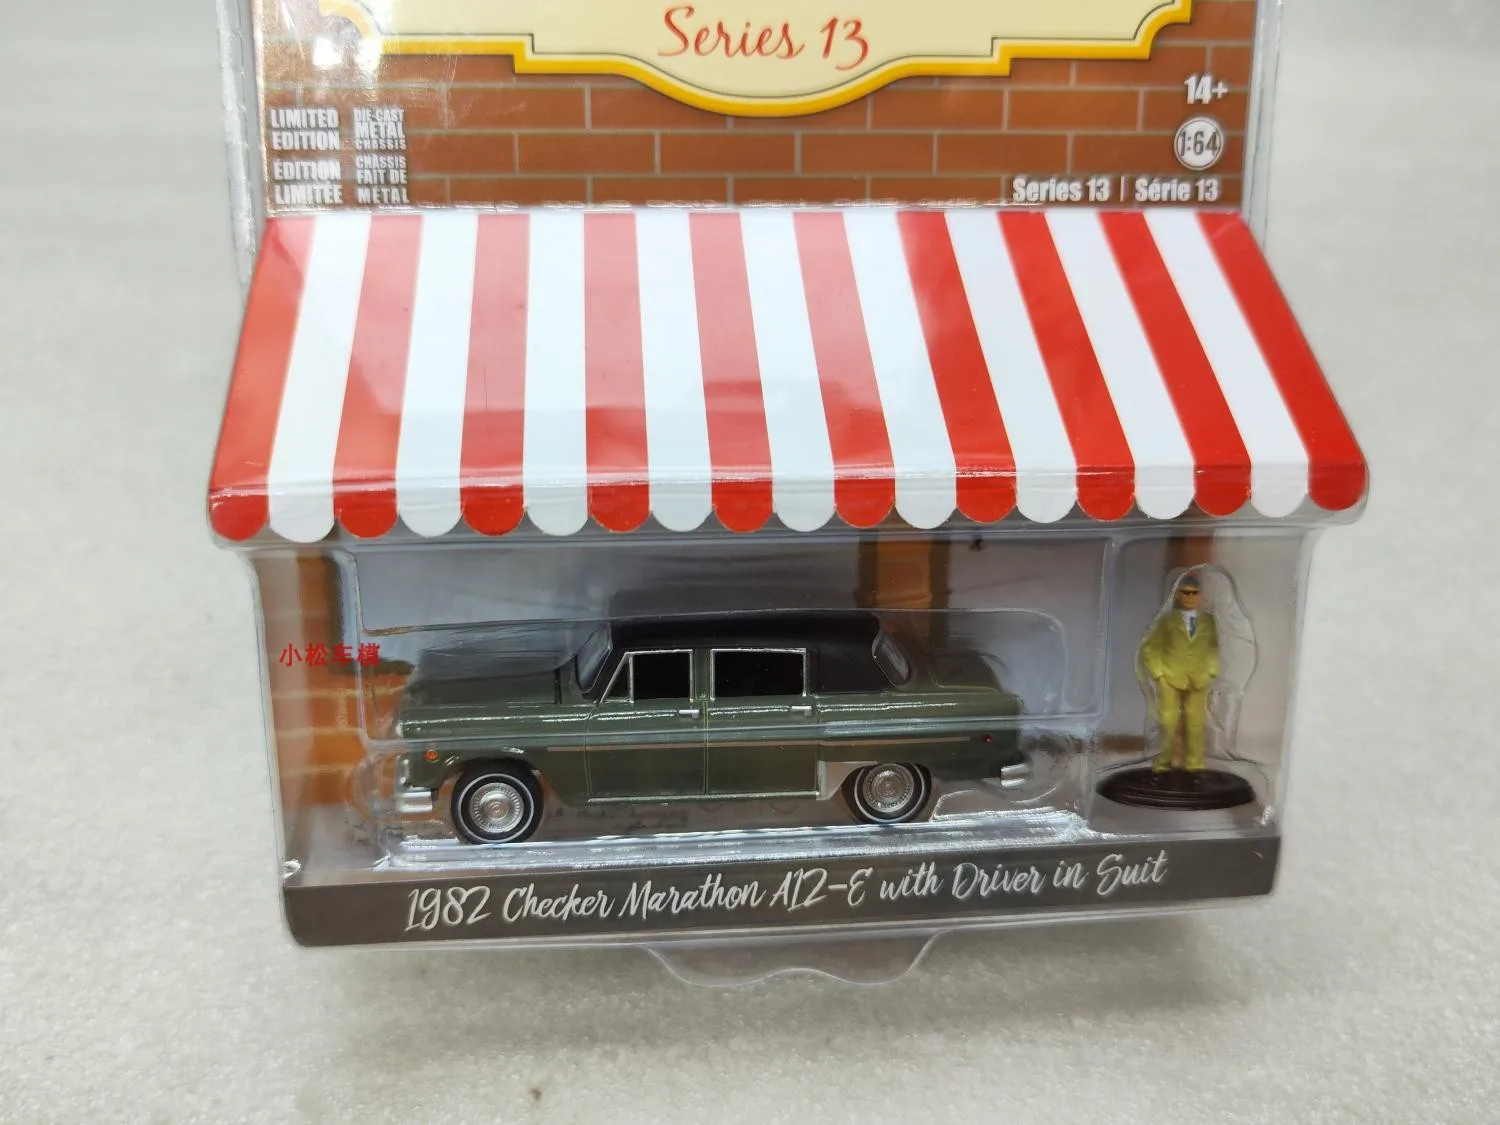 Series 13
14+
LIMITED EDITION
DIE-CAST METAL CHASSIS
1:64
ÉDITION LIMITÉE
CHÂSSIS FAIT DE MÉTAL
Series 13 | Série 13
小松车模
1982 Checker Marathon A12-E with Driver in Suit